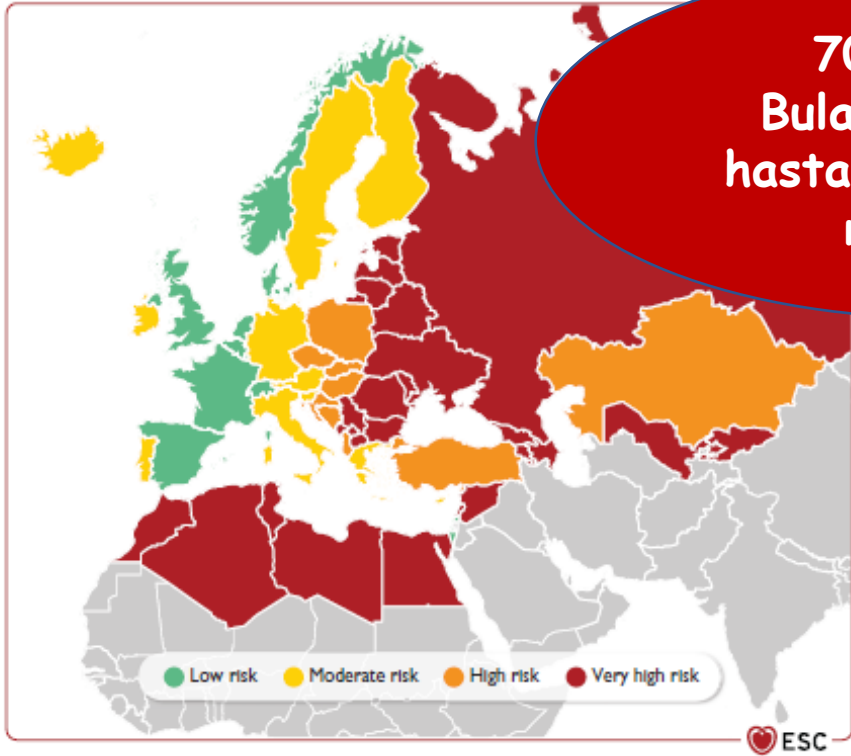 70
Bula
hasta
Low risk
Moderate risk
High risk
Very high risk
ESC